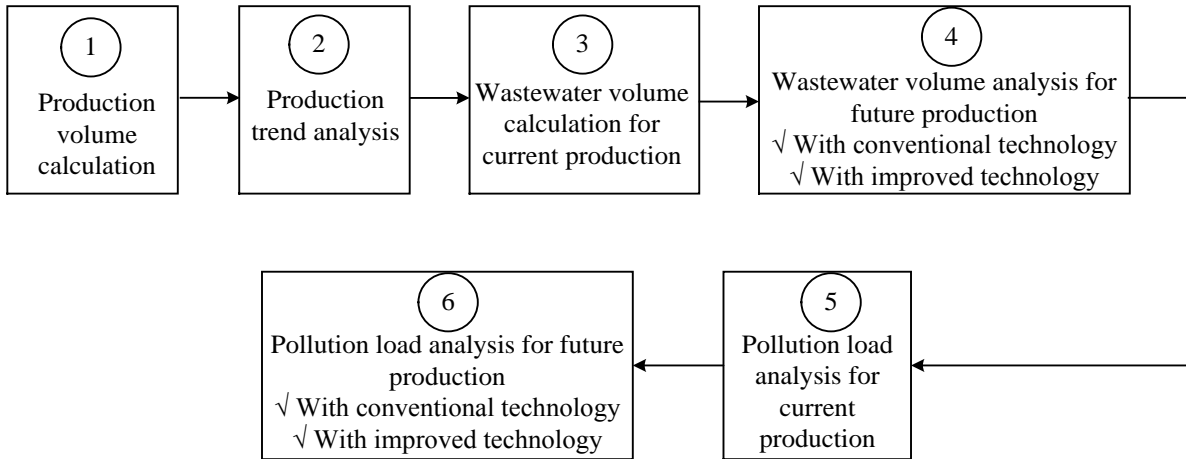 1
Production
volume
calculation
2
Production
trend analysis
3
Wastewater volume
calculation for
current production
4
Wastewater volume analysis for
future production
√ With conventional technology
√ With improved technology
5
Pollution load
analysis for
current
production
6
Pollution load analysis for future
production
√ With conventional technology
√ With improved technology